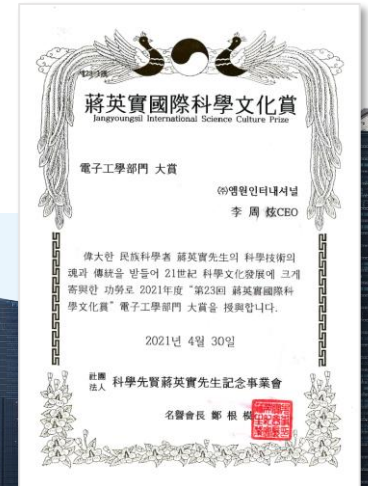 蔣英實國際科學文化賞
Jangyoungsil International Science Culture Prize
電子工學部門 大賞
㈜엠원인터내셔널
李 周 炫CEO
偉大한 民族科學者 蔣英實先生의 科學技術의
魂과 傳統을 받들어 21世紀 科學文化發展에 크게
寄與한 功勞로 2021年度 "第23回 蔣英實國際科
學文化賞" 電子工學部門 大賞을 授與합니다.
2021년 4월 30일
社團法人 科學先賢蔣英實先生記念事業會
名譽會長 鄭 根 模